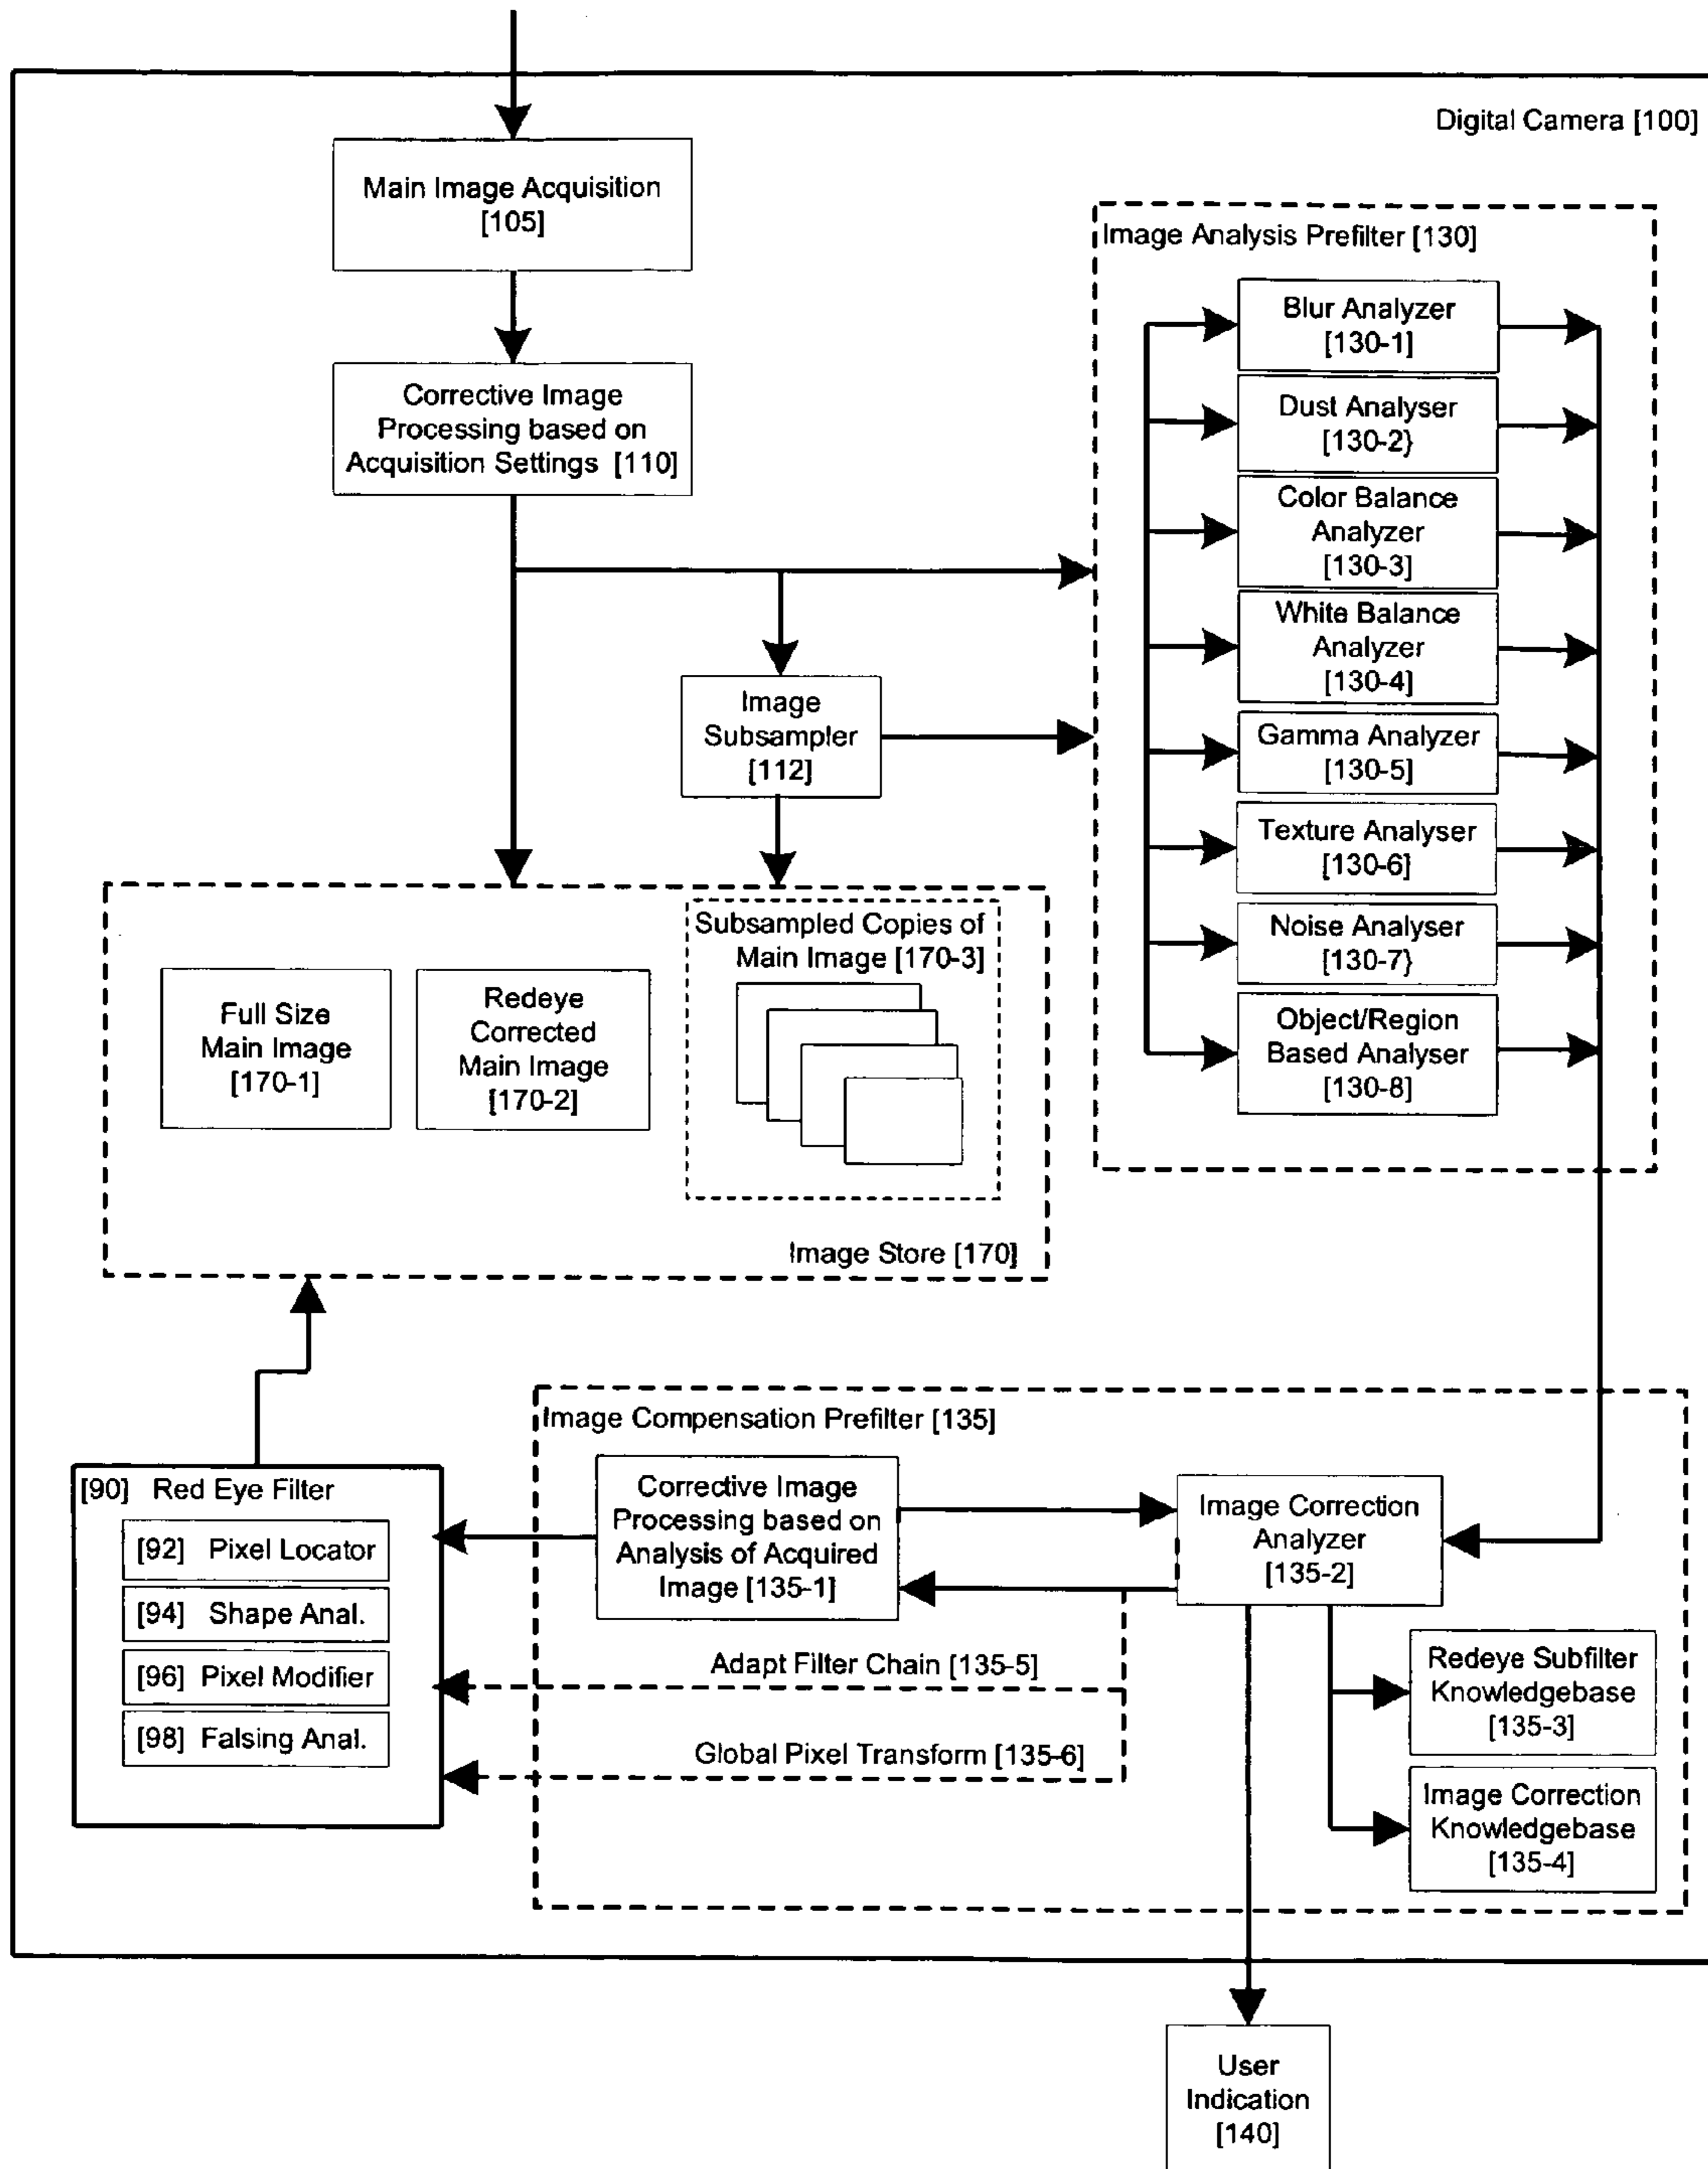 Digital Camera [100]
Main Image Acquisition
[105]
Corrective Image
Processing based on
Acquisition Settings [110]
Image Analysis Prefilter [130]
Blur Analyzer
[130-1]
Dust Analyser
[130-2}
Color Balance
Analyzer
[130-3]
White Balance
Analyzer
[130-4]
Gamma Analyzer
[130-5]
Texture Analyser
[130-6]
Noise Analyser
[130-7}
Object/Region
Based Analyser
[130-8]
Image
Subsampler
[112]
Full Size
Main Image
[170-1]
Redeye
Corrected
Main Image
[170-2]
Subsampled Copies of
Main Image [170-3]
Image Store [170]
Image Compensation Prefilter [135]
[90] Red Eye Filter
[92] Pixel Locator
[94] Shape Anal.
[96] Pixel Modifier
[98] Falsing Anal.
Corrective Image
Processing based on
Analysis of Acquired
Image [135-1]
Image Correction
Analyzer
[135-2]
Adapt Filter Chain [135-5]
Global Pixel Transform [135-6]
Redeye Subfilter
Knowledgebase
[135-3]
Image Correction
Knowledgebase
[135-4]
User
Indication
[140]